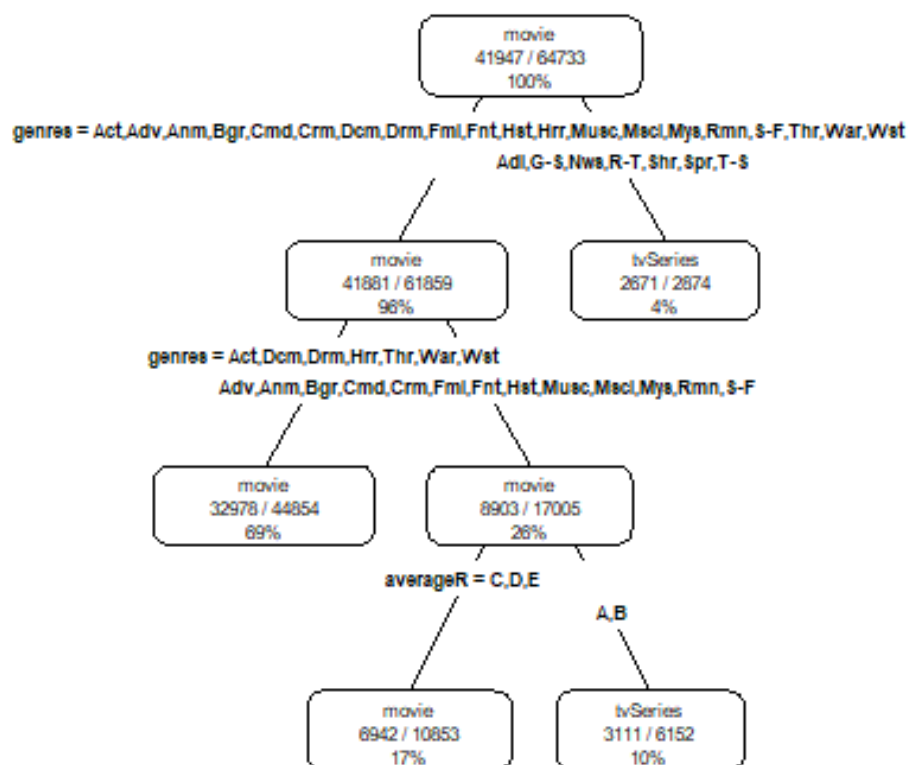 movie
41947 / 64733
100%
genres = Act,Adv,Anm,Bgr,Cmd,Crm,Dcm,Drm,Fml,Fnt,Hst,Hrr,Musc,Mscl,Mys,Rmn,S-F,Thr,War,Wst
Adl,G-S,Nws,R-T,Shr,Spr,T-S
movie
41881 / 61859
96%
tvSeries
2671 / 2874
4%
genres = Act,Dcm,Drm,Hrr,Thr,War,Wst
Adv,Anm,Bgr,Cmd,Crm,Fml,Fnt,Hst,Musc,Mscl,Mys,Rmn,S-F
movie
32978 / 44854
69%
movie
8903 / 17005
26%
averageR = C,D,E
A,B
movie
6942 / 10853
17%
tvSeries
3111 / 6152
10%